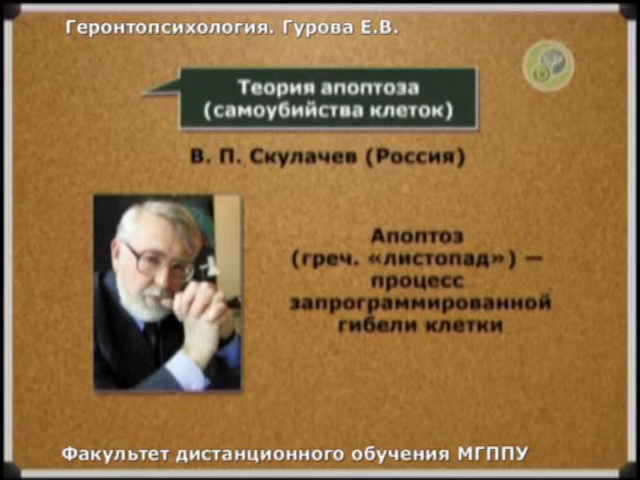 Геронтопсихология. Гурова Е.В.
Теория апоптоза
(самоубийства клеток)
В. П. Скулачев (Россия)
Апоптоз
(греч. «листопад») —
процесс
запрограммированной
гибели клетки
Факультет дистанционного обучения МГППУ